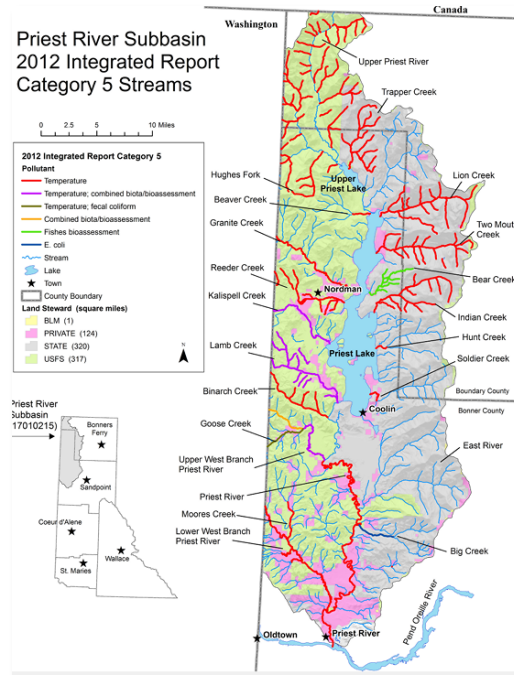 Canada
Washington
Priest River Subbasin
2012 Integrated Report
Category 5 Streams
0 2.5 5 10 Miles
2012 Integrated Report Category 5
Pollutant
Temperature
Temperature; combined biota/bioassessment
Temperature; fecal coliform
Combined biota/bioassessment
Fishes bioassessment
E. coli
Stream
Lake
Town
County Boundary
Land Steward (square miles)
BLM (1)
PRIVATE (124)
STATE (320)
USFS (317)
N
Upper Priest River
Trapper Creek
Hughes Fork
Upper
Priest Lake
Lion Creek
Beaver Creek
Granite Creek
Two Mout
Creek
Reeder Creek
Nordman
Bear Creek
Kalispell Creek
Indian Creek
Hunt Creek
Lamb Creek
Priest Lake
Soldier Creek
Binarch Creek
Boundary County
Coolin
Bonner County
Goose Creek
East River
Upper West Branch
Priest River
Priest River
Moores Creek
Lower West Branch
Priest River
Big Creek
Oldtown
Priest River
Pend Oreille River
Priest River
Subbasin
17010215)
Bonners
Ferry
Sandpoint
Coeur d'Alene
Wallace
St. Maries